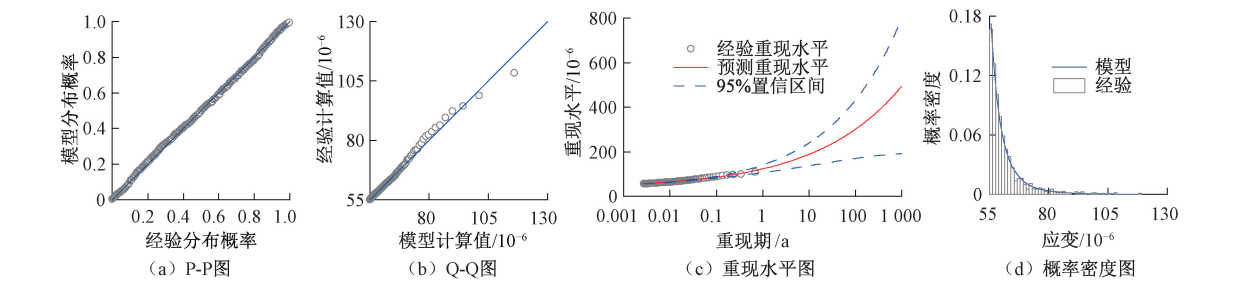 1.0
0.8
0.6
0.4
0.2
0
模型分布概率
0.2 0.4 0.6 0.8 1.0
经验分布概率
(a) P-P图
130
105
80
55
经验计算值/10⁻⁶
80 105 130
模型计算值/10⁻⁶
(b) Q-Q图
800
600
400
200
0
重现水平/10⁻⁶
经验重现水平
预测重现水平
95%置信区间
0.001 0.01 0.1 1 10 100 1 000
重现期/a
(c) 重现水平图
0.18
0.12
0.06
0
概率密度
模型
经验
55 80 105 130
应变/10⁻⁶
(d) 概率密度图